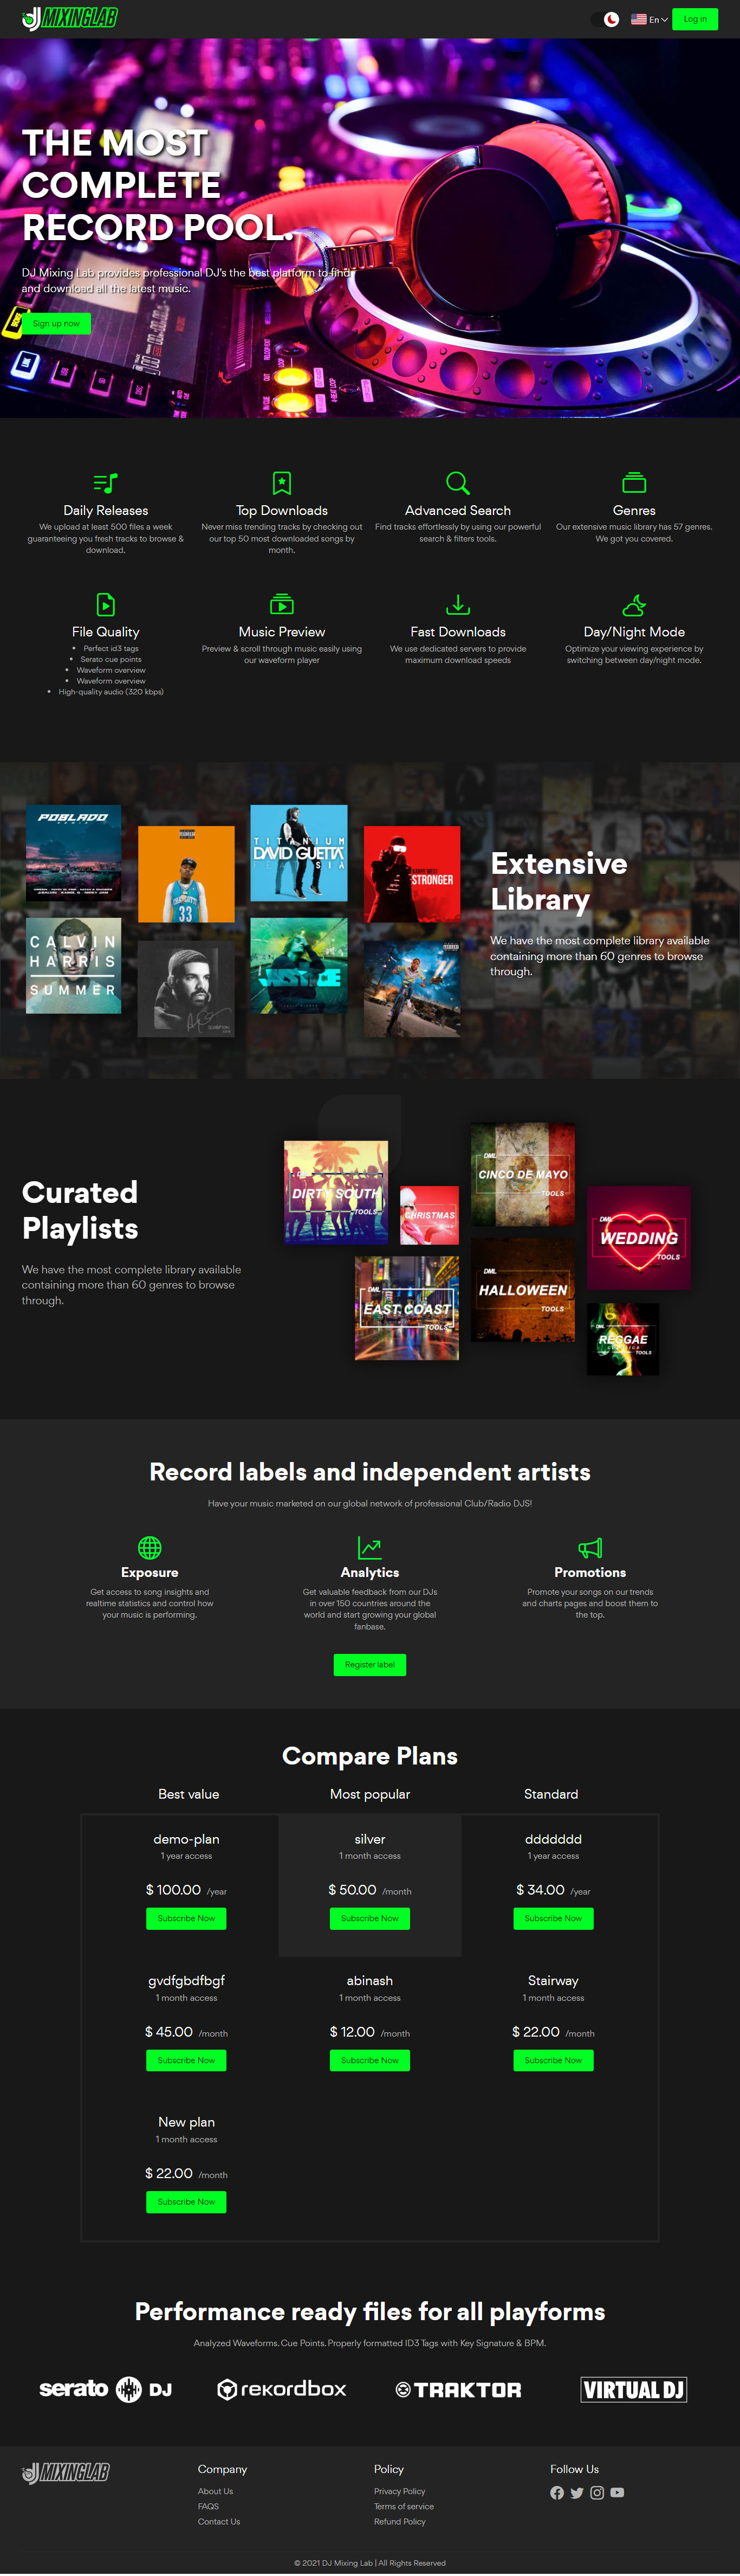 DJ MIXINGLAB
En
Log in
THE MOST
COMPLETE
RECORD POOL.
DJ Mixing Lab provides professional DJ's the best platform to find
and download all the latest music.
Sign up now
Daily Releases
We upload at least 500 files a week
guaranteeing you fresh tracks to browse &
download.
Top Downloads
Never miss trending tracks by checking out
our top 50 most downloaded songs by
month.
Advanced Search
Find tracks effortlessly by using our powerful
search & filters tools.
Genres
Our extensive music library has 57 genres.
We got you covered.
File Quality
• Perfect id3 tags
• Serato cue points
• Waveform overview
• Waveform overview
• High-quality audio (320 kbps)
Music Preview
Preview & scroll through music easily using
our waveform player
Fast Downloads
We use dedicated servers to provide
maximum download speeds
Day/Night Mode
Optimize your viewing experience by
switching between day/night mode.
POBLADO
CHARLOTTE
33
TITANIUM
DAVID GUETTA
SIA
STRONGER
CALVIN
HARRIS
SUMMER
JUSTICE
Extensive
Library
We have the most complete library available
containing more than 60 genres to browse
through.
Curated
Playlists
We have the most complete library available
containing more than 60 genres to browse
through.
DIRTY SOUTH
TOOLS
CHRISTMAS
DML
CINCO DE MAYO
TOOLS
DML
WEDDING
TOOLS
DML
EAST COAST
TOOLS
DML
HALLOWEEN
TOOLS
DML
REGGAE
TOOLS
Record labels and independent artists
Have your music marketed on our global network of professional Club/Radio DJS!
Exposure
Get access to song insights and
realtime statistics and control how
your music is performing.
Analytics
Get valuable feedback from our DJs
in over 150 countries around the
world and start growing your global
fanbase.
Promotions
Promote your songs on our trends
and charts pages and boost them to
the top.
Register label
Compare Plans
Best value
Most popular
Standard
demo-plan
1 year access
$ 100.00 /year
Subscribe Now
silver
1 month access
$ 50.00 /month
Subscribe Now
ddddddd
1 year access
$ 34.00 /year
Subscribe Now
gvdfgbdfbgf
1 month access
$ 45.00 /month
Subscribe Now
abinash
1 month access
$ 12.00 /month
Subscribe Now
Stairway
1 month access
$ 22.00 /month
Subscribe Now
New plan
1 month access
$ 22.00 /month
Subscribe Now
Performance ready files for all playforms
Analyzed Waveforms. Cue Points. Properly formatted ID3 Tags with Key Signature & BPM.
serato DJ
rekordbox
TRAKTOR
VIRTUAL DJ
DJ MIXINGLAB
Company
About Us
FAQS
Contact Us
Policy
Privacy Policy
Terms of service
Refund Policy
Follow Us
© 2021 DJ Mixing Lab | All Rights Reserved